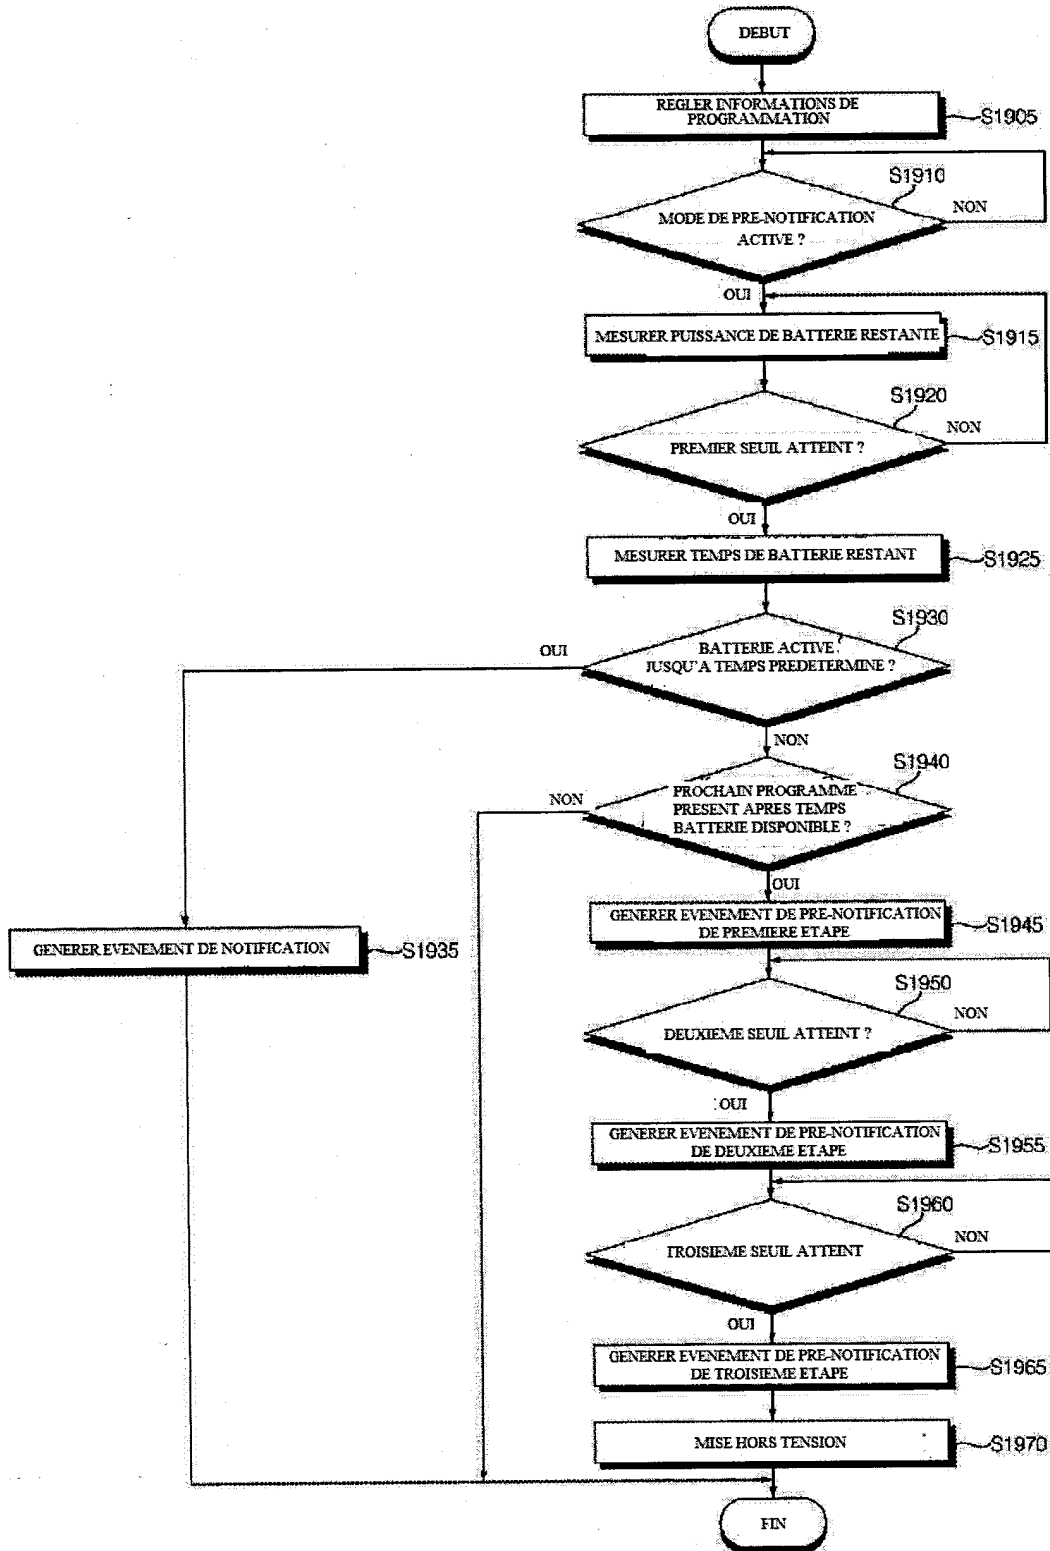 DEBUT
REGLER INFORMATIONS DE
PROGRAMMATION
S1905
S1910
NON
MODE DE PRE-NOTIFICATION
ACTIVE ?
OUI
MESURER PUISSANCE DE BATTERIE RESTANTE
S1915
S1920
NON
PREMIER SEUIL ATTEINT ?
OUI
MESURER TEMPS DE BATTERIE RESTANT
S1925
S1930
OUI
BATTERIE ACTIVE
JUSQU'A TEMPS PREDETERMINE ?
NON
S1940
NON
PROCHAIN PROGRAMME
PRESENT APRES TEMPS
BATTERIE DISPONIBLE ?
OUI
GENERER EVENEMENT DE PRE-NOTIFICATION
DE PREMIERE ETAPE
S1945
GENERER EVENEMENT DE NOTIFICATION
S1935
S1950
NON
DEUXIEME SEUIL ATTEINT ?
OUI
GENERER EVENEMENT DE PRE-NOTIFICATION
DE DEUXIEME ETAPE
S1955
S1960
NON
TROISIEME SEUIL ATTEINT
OUI
GENERER EVENEMENT DE PRE-NOTIFICATION
DE TROISIEME ETAPE
S1965
MISE HORS TENSION
S1970
FIN